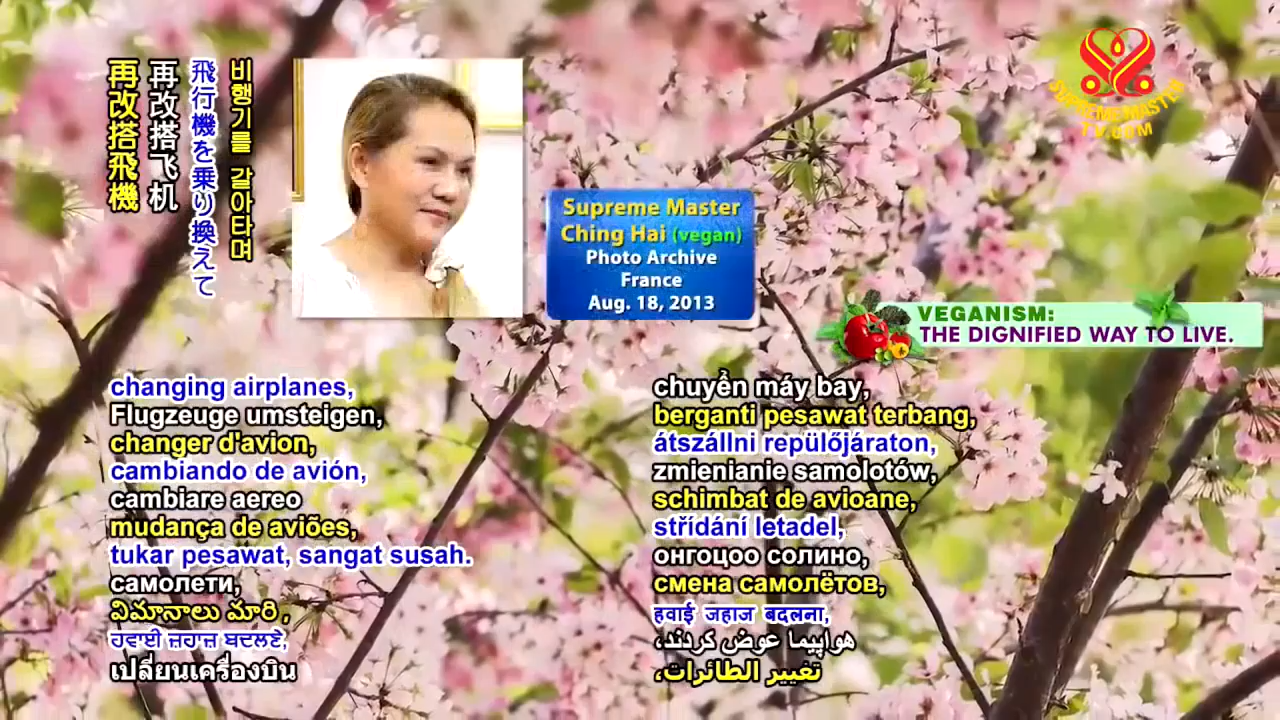 再改搭飛機
再改搭飞机
飛行機を乗り換えて
비행기를 갈아타며
SUPREME MASTER
TV.COM
Supreme Master
Ching Hai (vegan)
Photo Archive
France
Aug. 18, 2013
VEGANISM:
THE DIGNIFIED WAY TO LIVE.
changing airplanes,
Flugzeuge umsteigen,
changer d'avion,
cambiando de avión,
cambiare aereo
mudança de aviões,
tukar pesawat, sangat susah.
самолети,
విమానాలు మారి,
ਹਵਾਈ ਜ਼ਹਾਜ਼ ਬਦਲਣੇ,
เปลี่ยนเครื่องบิน
chuyển máy bay,
berganti pesawat terbang,
átszállni repülőjáraton,
zmienianie samolotów,
schimbat de avioane,
střídání letadel,
онгоцоо солино,
смена самолётов,
हवाई जहाज बदलना,
هواپیما عوض کردند،
تغيير الطائرات،